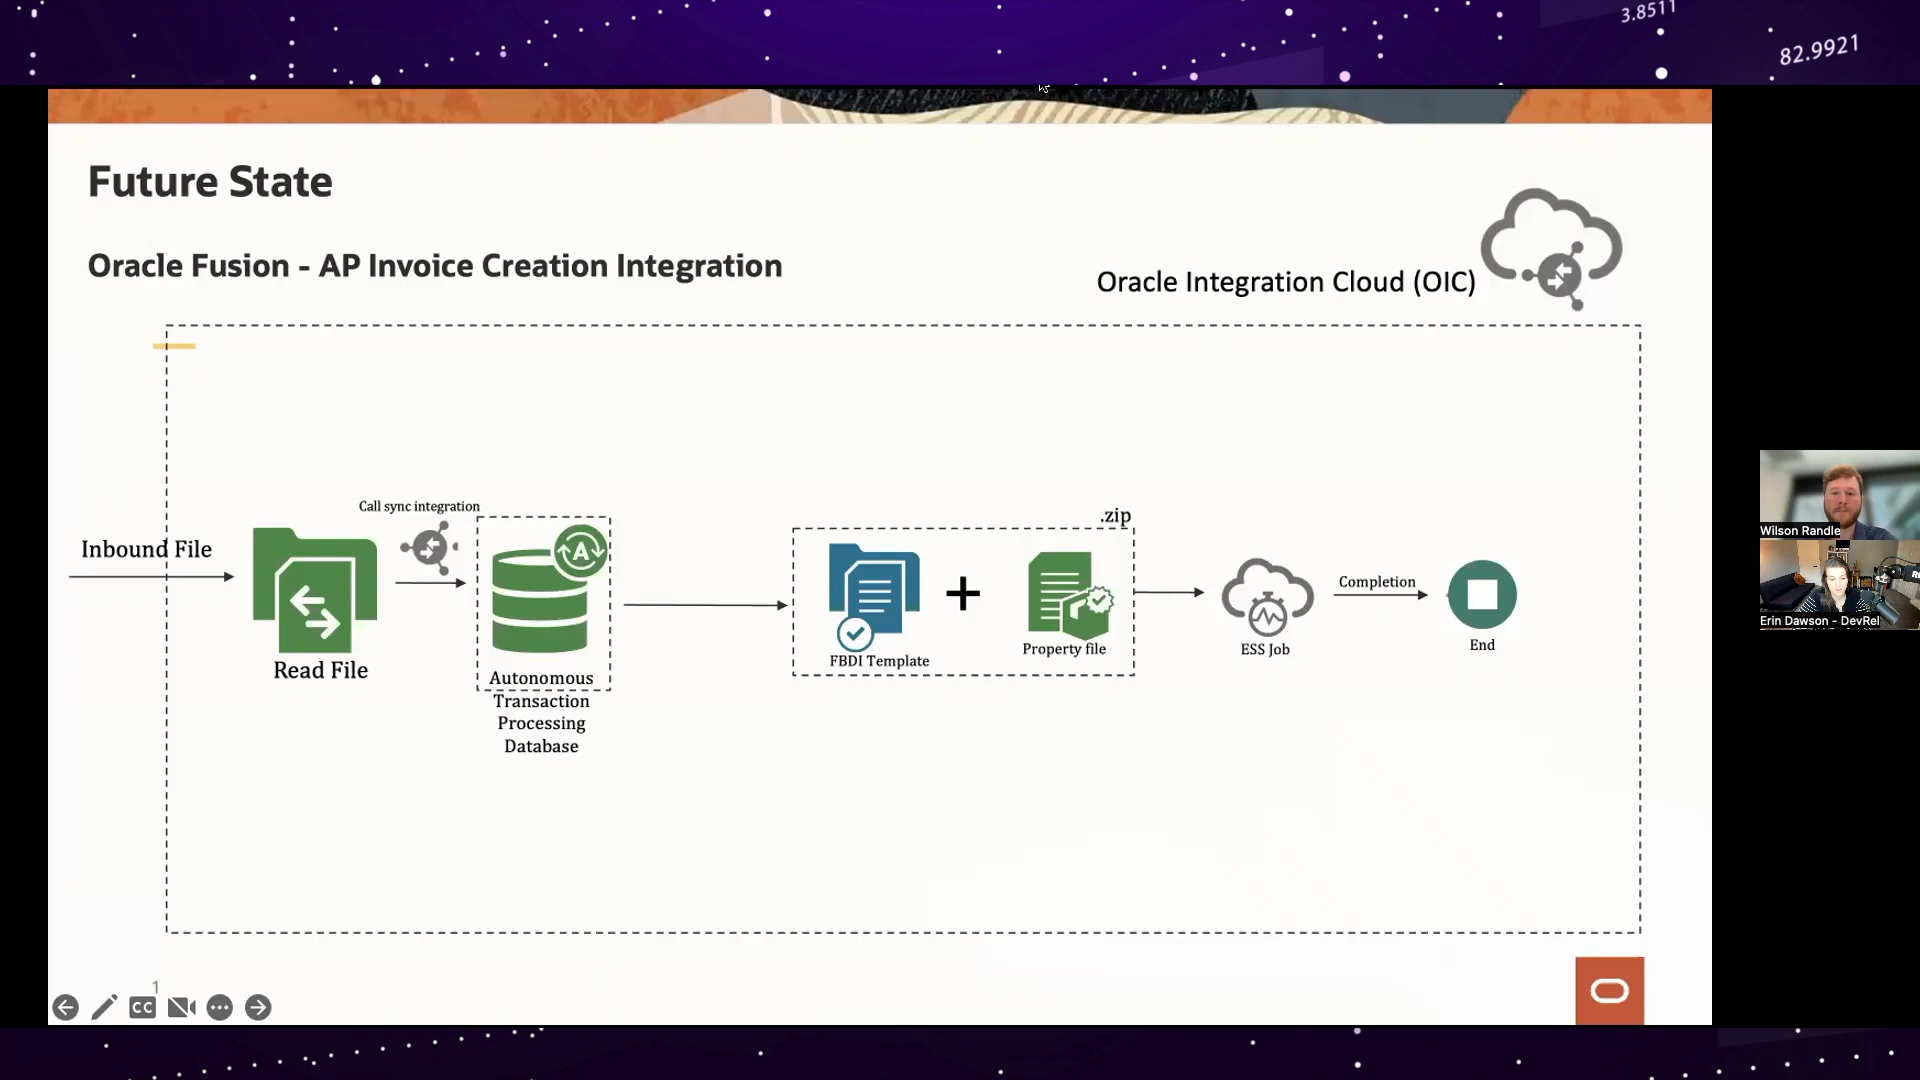 3.8511
82.9921
Future State
Oracle Fusion - AP Invoice Creation Integration
Oracle Integration Cloud (OIC)
Call sync integration
Inbound File
Read File
A
Autonomous
Transaction
Processing
Database
.zip
+
FBDI Template
Property file
ESS Job
Completion
End
Wilson Randle
Erin Dawson - DevRel
1
CC